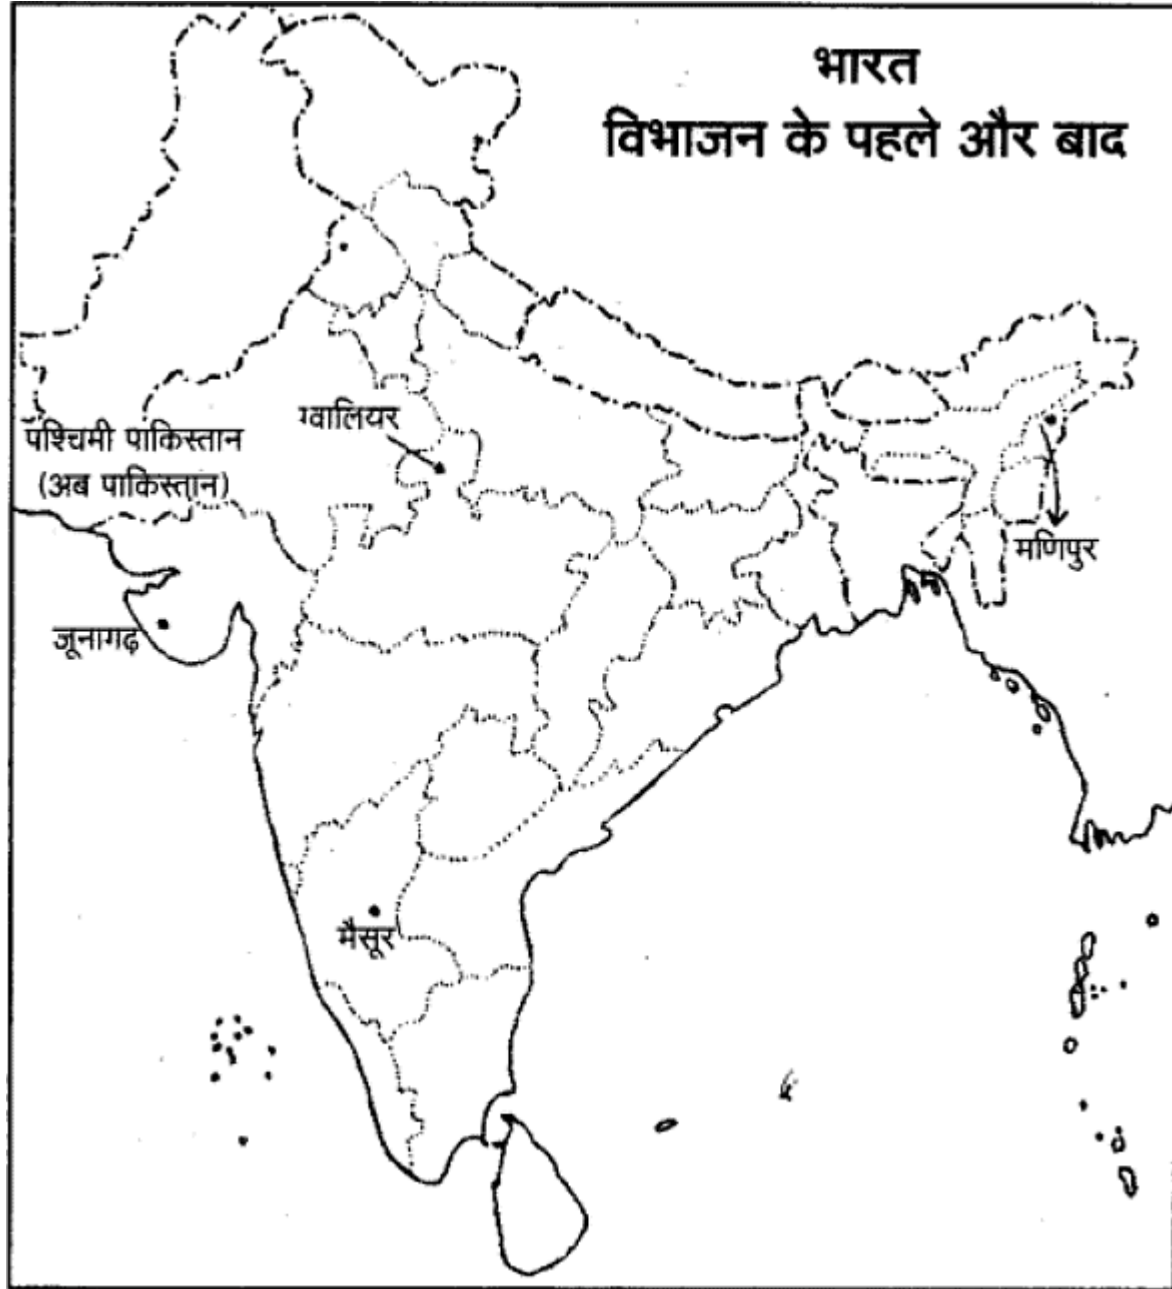 भारत
विभाजन के पहले और बाद
ग्वालियर
पश्चिमी पाकिस्तान
(अब पाकिस्तान)
मणिपुर
जूनागढ़
मैसूर